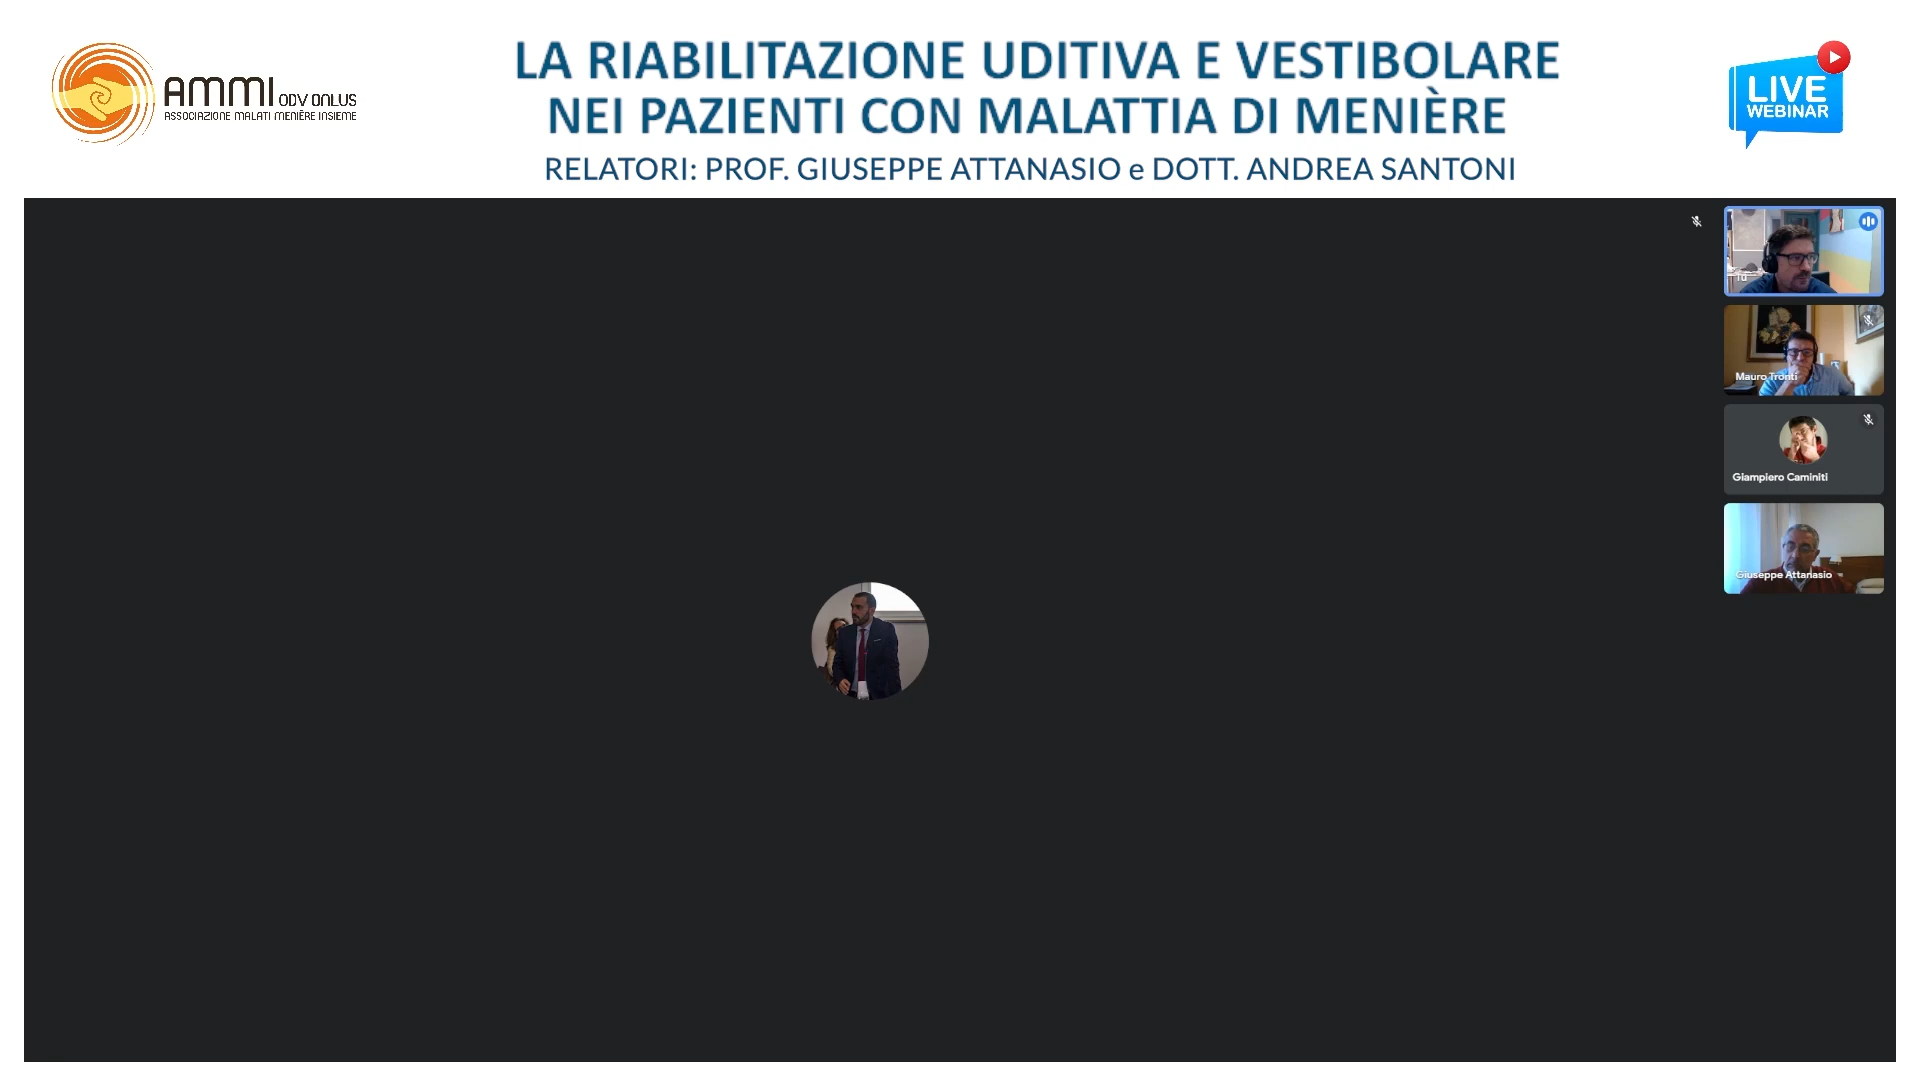 AMMI ODV ONLUS
ASSOCIAZIONE MALATI MENIÈRE INSIEME
LA RIABILITAZIONE UDITIVA E VESTIBOLARE
NEI PAZIENTI CON MALATTIA DI MENIÈRE
RELATORI: PROF. GIUSEPPE ATTANASIO e DOTT. ANDREA SANTONI
LIVE
WEBINAR
Tu
Mauro Tronti
Giampiero Caminiti
Giuseppe Attanasio